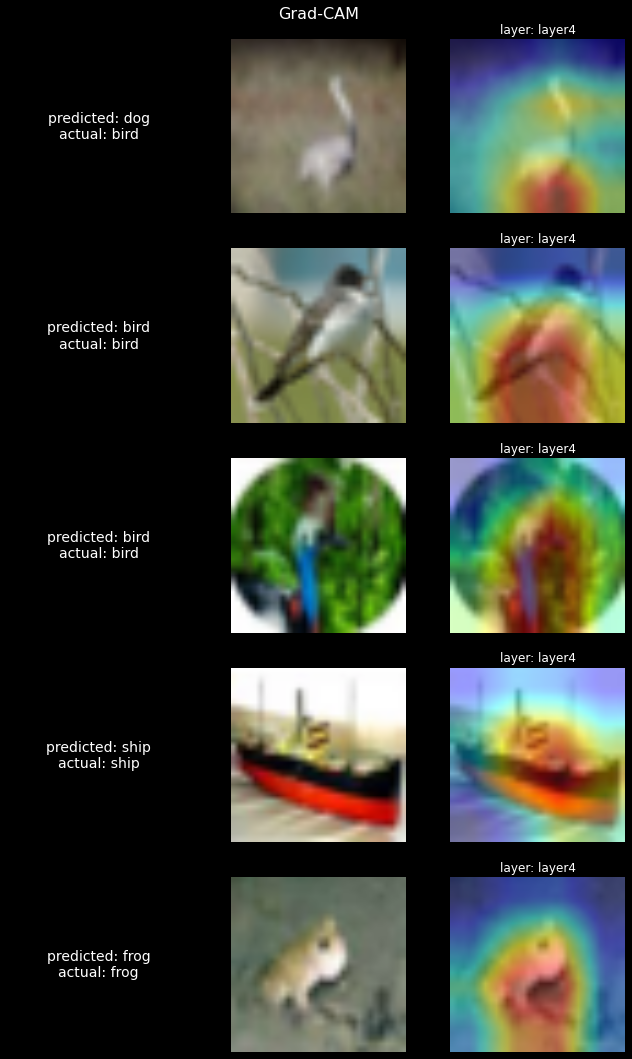 Grad-CAM
layer: layer4
predicted: dog
actual: bird
layer: layer4
predicted: bird
actual: bird
layer: layer4
predicted: bird
actual: bird
layer: layer4
predicted: ship
actual: ship
layer: layer4
predicted: frog
actual: frog